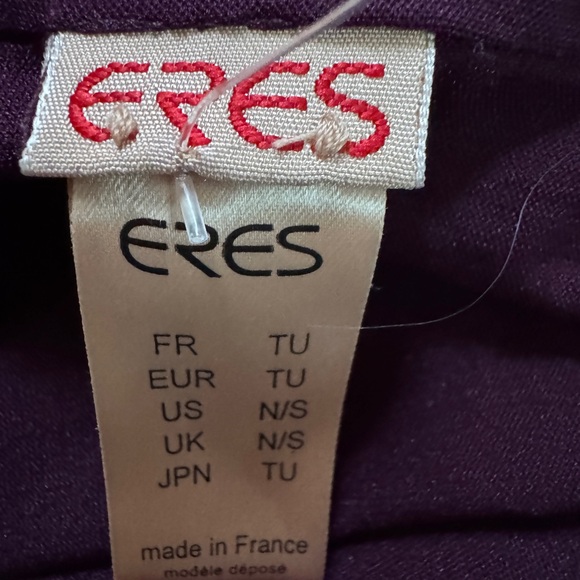 ERES
ERES
FR TU
EUR TU
US N/S
UK N/S
JPN TU
made in France
modèle déposé